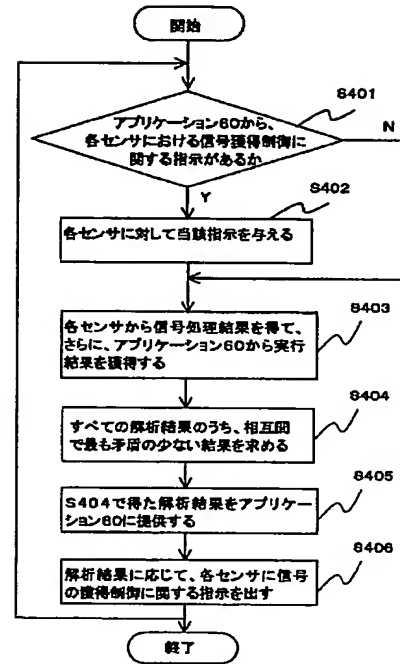 開始
S401
アプリケーション60から、
各センサにおける信号獲得制御に
関する指示があるか
N
Y
S402
各センサに対して当該指示を与える
S403
各センサから信号処理結果を得て、
さらに、アプリケーション60から実行
結果を獲得する
S404
すべての解析結果のうち、相互間
で最も矛盾の少ない結果を求める
S405
S404で得た解析結果をアプリケー
ション60に提供する
S406
解析結果に応じて、各センサに信号
の獲得制御に関する指示を出す
終了